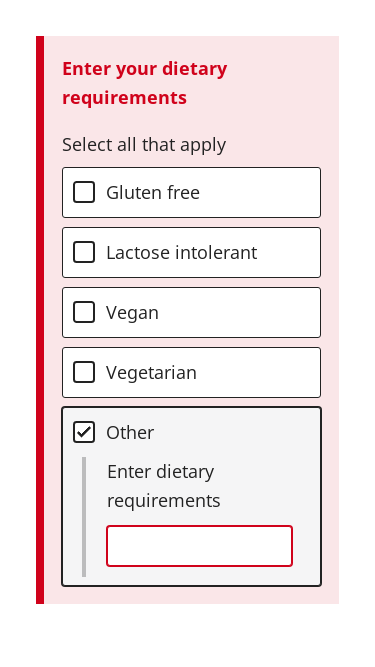 Enter your dietary
requirements
Select all that apply
Gluten free
Lactose intolerant
Vegan
Vegetarian
Other
Enter dietary
requirements